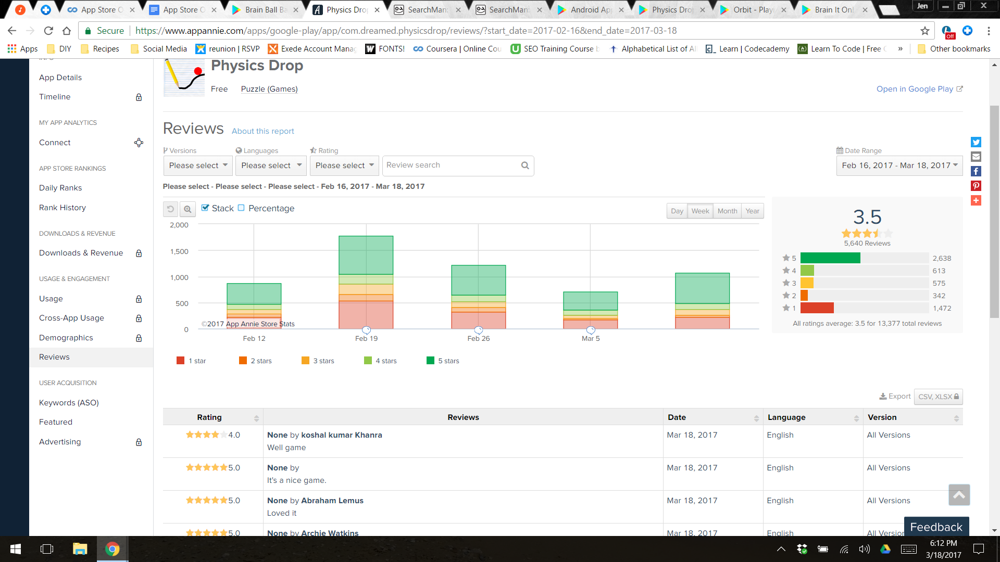 App Store O
App Store O
Brain Ball Ba
Physics Dro
SearchMan
SearchMan
Android Ap
Physics Dro
Orbit - Playi
Brain It On!
Jen
Secure
https://www.appannie.com/apps/google-play/app/com.dreamed.physicsdrop/reviews/?start_date=2017-02-16&end_date=2017-03-18
Off
Apps
DIY
Recipes
Social Media
reunion | RSVP
Exede Account Manag
FONTS!
Coursera | Online Cou
SEO Training Course b
Alphabetical List of Al
Learn | Codecademy
Learn To Code | Free C
»
Other bookmarks
App Details
Timeline
MY APP ANALYTICS
Connect
APP STORE RANKINGS
Daily Ranks
Rank History
DOWNLOADS & REVENUE
Downloads & Revenue
USAGE & ENGAGEMENT
Usage
Cross-App Usage
Demographics
Reviews
USER ACQUISITION
Keywords (ASO)
Featured
Advertising
Physics Drop
Free Puzzle (Games)
Open in Google Play
Reviews About this report
Versions Languages Rating
Please select Please select Please select Review search
Date Range
Feb 16, 2017 - Mar 18, 2017
Please select - Please select - Please select - Feb 16, 2017 - Mar 18, 2017
Stack Percentage
Day Week Month Year
2,000
1,500
1,000
500
0
©2017 App Annie Store Stats
Feb 12 Feb 19 Feb 26 Mar 5
1 star 2 stars 3 stars 4 stars 5 stars
3.5
5,640 Reviews
5 2,638
4 613
3 575
2 342
1 1,472
All ratings average: 3.5 for 13,377 total reviews
Export CSV, XLSX
Rating Reviews Date Language Version
4.0 None by koshal kumar Khanra Mar 18, 2017 English All Versions
Well game
5.0 None by Mar 18, 2017 English All Versions
It's a nice game.
5.0 None by Abraham Lemus Mar 18, 2017 English All Versions
Loved it
5.0 None by Archie Watkins Mar 18, 2017 English All Version
Feedback
6:12 PM
3/18/2017